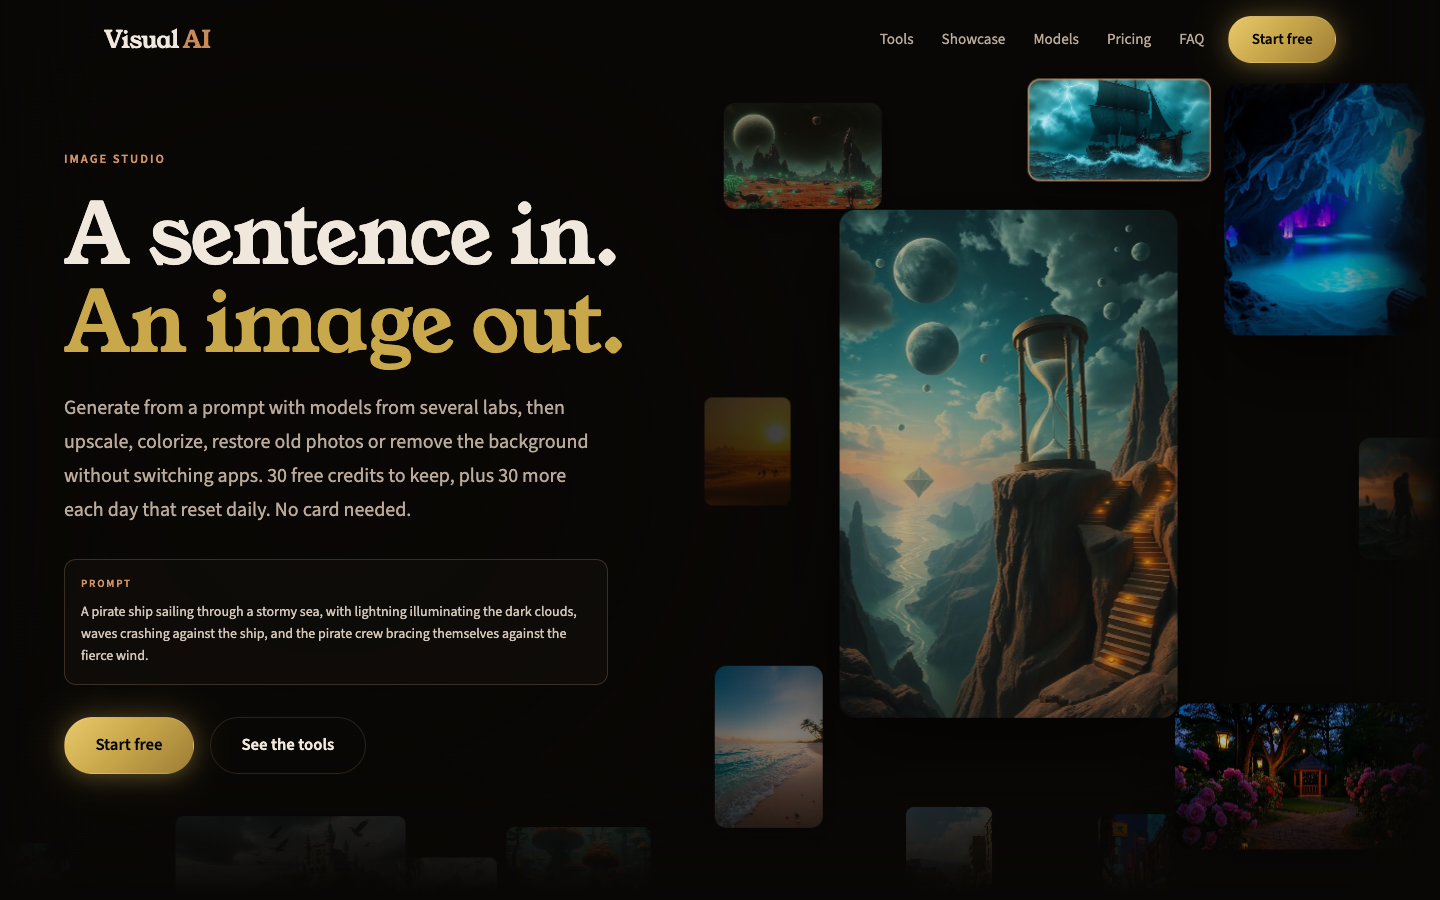 Visual AI
Tools
Showcase
Models
Pricing
FAQ
Start free
IMAGE STUDIO
A sentence in.
An image out.
Generate from a prompt with models from several labs, then
upscale, colorize, restore old photos or remove the background
without switching apps. 30 free credits to keep, plus 30 more
each day that reset daily. No card needed.
PROMPT
A pirate ship sailing through a stormy sea, with lightning illuminating the dark clouds,
waves crashing against the ship, and the pirate crew bracing themselves against the
fierce wind.
Start free
See the tools